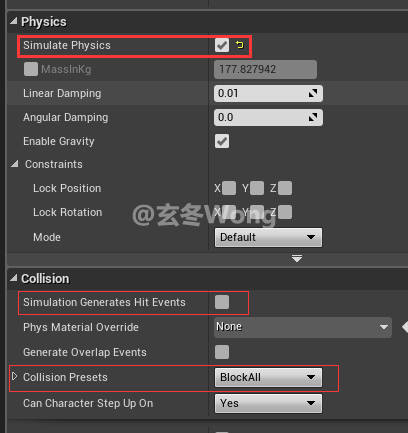 Physics
Simulate Physics
MassInKg 177.827942
Linear Damping 0.01
Angular Damping 0.0
Enable Gravity
Constraints
Lock Position X Y Z
Lock Rotation X Y Z
@玄冬Wong
Mode Default
Collision
Simulation Generates Hit Events
Phys Material Override None
Generate Overlap Events
Collision Presets BlockAll
Can Character Step Up On Yes